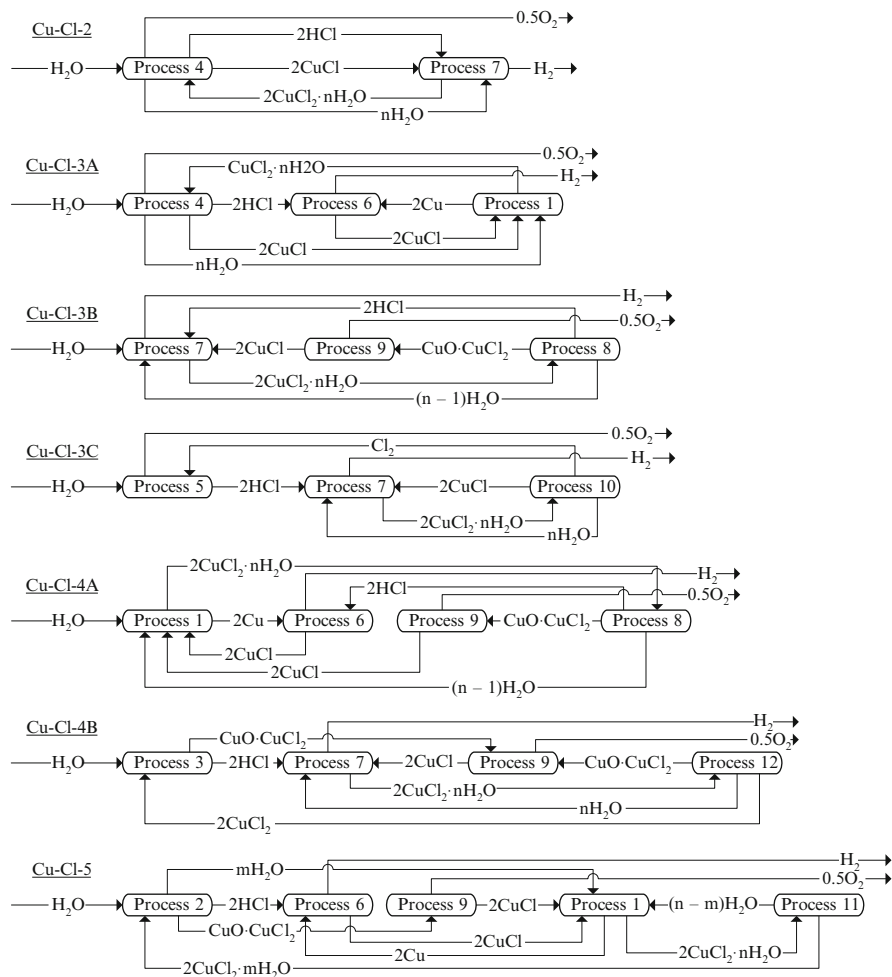 Cu-Cl-2
0.5O₂
2HCl
H₂O Process 4 2CuCl Process 7 H₂
2CuCl₂·nH₂O
nH₂O
Cu-Cl-3A
0.5O₂
CuCl₂·nH2O
H₂
H₂O Process 4 2HCl Process 6 2Cu Process 1
2CuCl 2CuCl
nH₂O
Cu-Cl-3B
H₂
2HCl
0.5O₂
H₂O Process 7 2CuCl Process 9 CuO·CuCl₂ Process 8
2CuCl₂·nH₂O
(n – 1)H₂O
Cu-Cl-3C
0.5O₂
Cl₂
H₂
H₂O Process 5 2HCl Process 7 2CuCl Process 10
2CuCl₂·nH₂O
nH₂O
Cu-Cl-4A
2CuCl₂·nH₂O
H₂
2HCl
0.5O₂
H₂O Process 1 2Cu Process 6 Process 9 CuO·CuCl₂ Process 8
2CuCl
2CuCl
(n – 1)H₂O
Cu-Cl-4B
H₂
CuO·CuCl₂
0.5O₂
H₂O Process 3 2HCl Process 7 2CuCl Process 9 CuO·CuCl₂ Process 12
2CuCl₂·nH₂O
nH₂O
2CuCl₂
Cu-Cl-5
H₂
mH₂O
0.5O₂
H₂O Process 2 2HCl Process 6 Process 9 2CuCl Process 1 (n – m)H₂O Process 11
CuO·CuCl₂ 2CuCl 2CuCl₂·nH₂O
2Cu
2CuCl₂·mH₂O